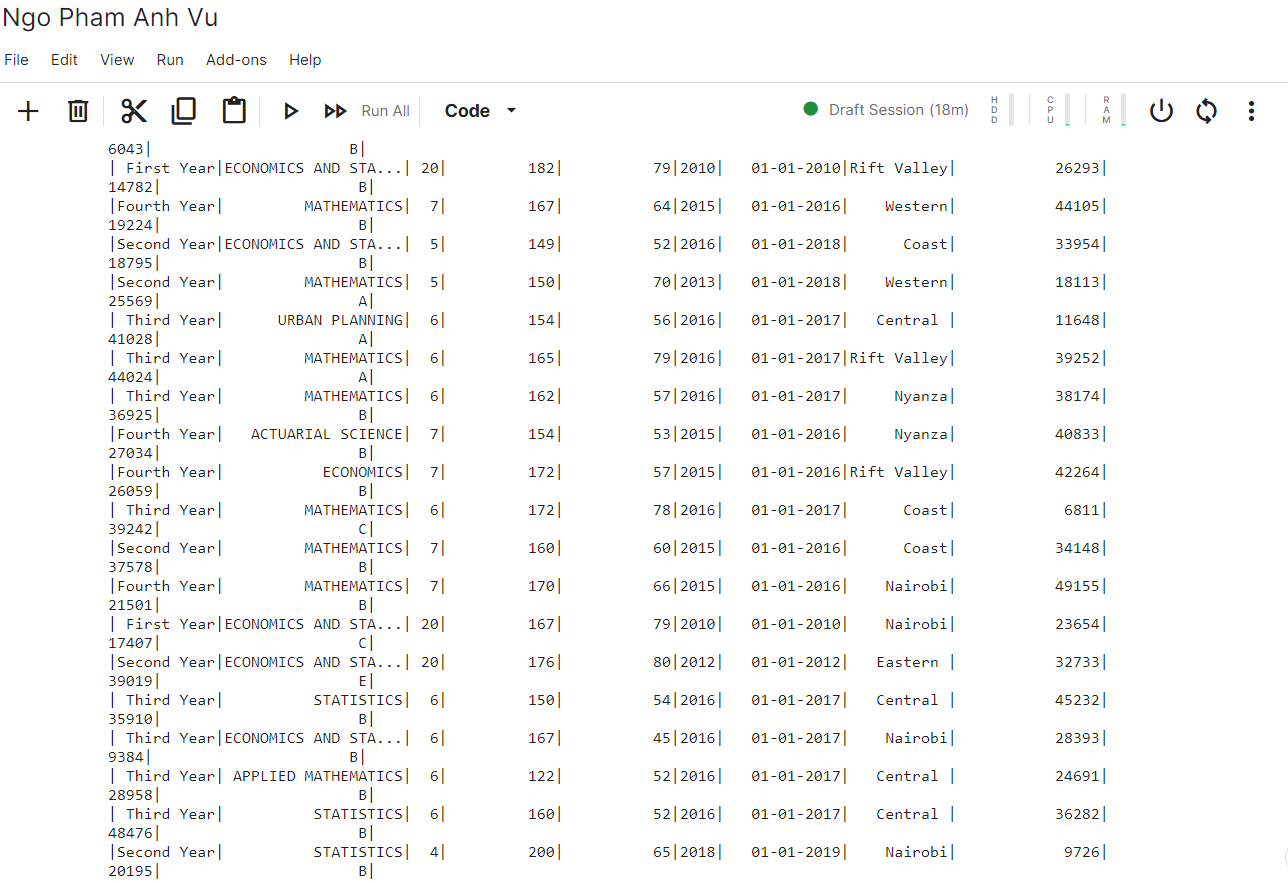 Ngo Pham Anh Vu
File Edit View Run Add-ons Help
Run All Code Draft Session (18m) HDD CPU RAM
6043| B|
| First Year|ECONOMICS AND STA...| 20| 182| 79|2010| 01-01-2010|Rift Valley| 26293|
14782| B|
|Fourth Year| MATHEMATICS| 7| 167| 64|2015| 01-01-2016| Western| 44105|
19224| B|
|Second Year|ECONOMICS AND STA...| 5| 149| 52|2016| 01-01-2018| Coast| 33954|
18795| B|
|Second Year| MATHEMATICS| 5| 150| 70|2013| 01-01-2018| Western| 18113|
25569| A|
| Third Year| URBAN PLANNING| 6| 154| 56|2016| 01-01-2017| Central | 11648|
41028| A|
| Third Year| MATHEMATICS| 6| 165| 79|2016| 01-01-2017|Rift Valley| 39252|
44024| A|
| Third Year| MATHEMATICS| 6| 162| 57|2016| 01-01-2017| Nyanza| 38174|
36925| B|
|Fourth Year| ACTUARIAL SCIENCE| 7| 154| 53|2015| 01-01-2016| Nyanza| 40833|
27034| B|
|Fourth Year| ECONOMICS| 7| 172| 57|2015| 01-01-2016|Rift Valley| 42264|
26059| B|
| Third Year| MATHEMATICS| 6| 172| 78|2016| 01-01-2017| Coast| 6811|
39242| C|
|Second Year| MATHEMATICS| 7| 160| 60|2015| 01-01-2016| Coast| 34148|
37578| B|
|Fourth Year| MATHEMATICS| 7| 170| 66|2015| 01-01-2016| Nairobi| 49155|
21501| B|
| First Year|ECONOMICS AND STA...| 20| 167| 79|2010| 01-01-2010| Nairobi| 23654|
17407| C|
|Second Year|ECONOMICS AND STA...| 20| 176| 80|2012| 01-01-2012| Eastern | 32733|
39019| E|
| Third Year| STATISTICS| 6| 150| 54|2016| 01-01-2017| Central | 45232|
35910| B|
| Third Year|ECONOMICS AND STA...| 6| 167| 45|2016| 01-01-2017| Nairobi| 28393|
9384| B|
| Third Year| APPLIED MATHEMATICS| 6| 122| 52|2016| 01-01-2017| Central | 24691|
28958| B|
| Third Year| STATISTICS| 6| 160| 52|2016| 01-01-2017| Central | 36282|
48476| B|
|Second Year| STATISTICS| 4| 200| 65|2018| 01-01-2019| Nairobi| 9726|
20195| B|